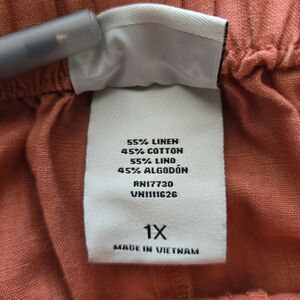 55% LINEN
45% COTTON
55% LINO
45% ALGODÓN
RN17730
VN1111626
1X
MADE IN VIETNAM